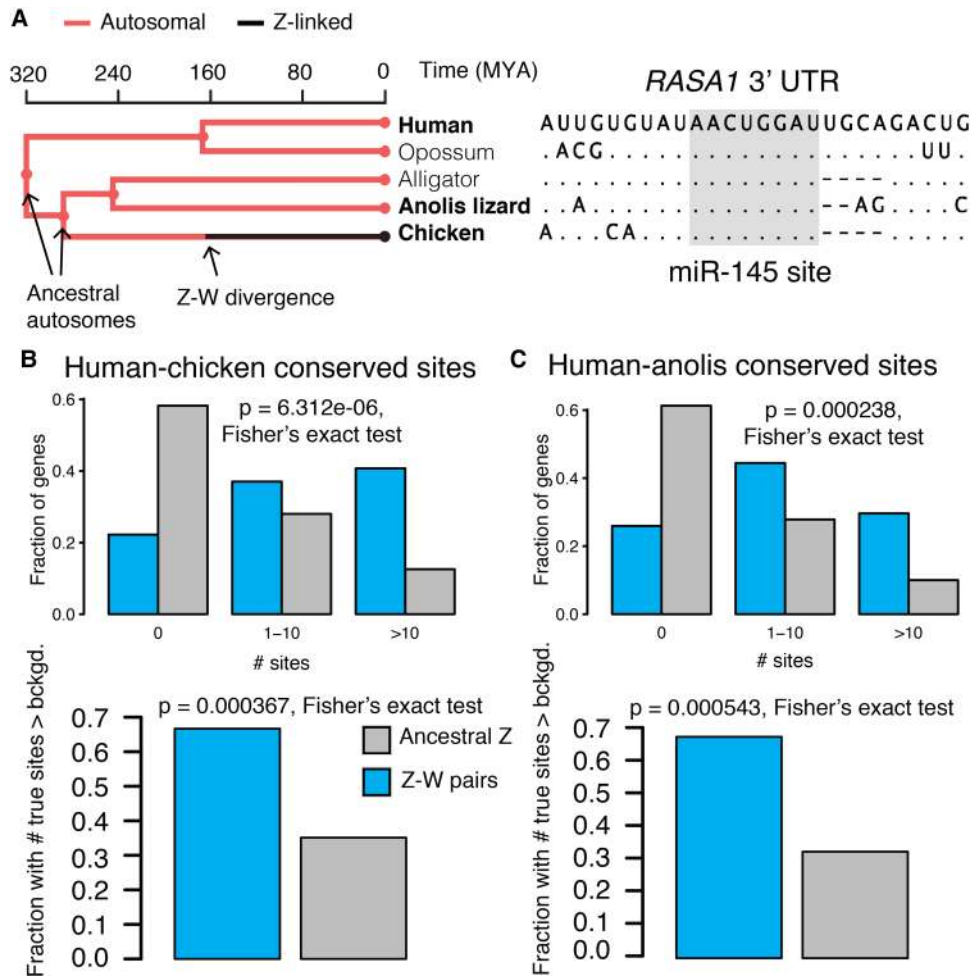 A
Autosomal Z-linked
320 240 160 80 0 Time (MYA)
Human
Opossum
Alligator
Anolis lizard
Chicken
Ancestral
autosomes
Z-W divergence
RASA1 3' UTR
AUUGUGUAUAACUGGAUUGCAGACUG
.ACG...................UU.
.................----.....
..A..............--AG....C
A...CA...........----.....
miR-145 site
B Human-chicken conserved sites
p = 6.312e-06,
Fisher's exact test
Fraction of genes
0.6
0.4
0.2
0.0
0 1–10 >10
# sites
p = 0.000367, Fisher's exact test
Fraction with # true sites > bckgd.
0.7
0.6
0.5
0.4
0.3
0.2
0.1
0.0
Ancestral Z
Z-W pairs
C Human-anolis conserved sites
p = 0.000238,
Fisher's exact test
Fraction of genes
0.6
0.4
0.2
0.0
0 1–10 >10
# sites
p = 0.000543, Fisher's exact test
Fraction with # true sites > bckgd.
0.7
0.6
0.5
0.4
0.3
0.2
0.1
0.0